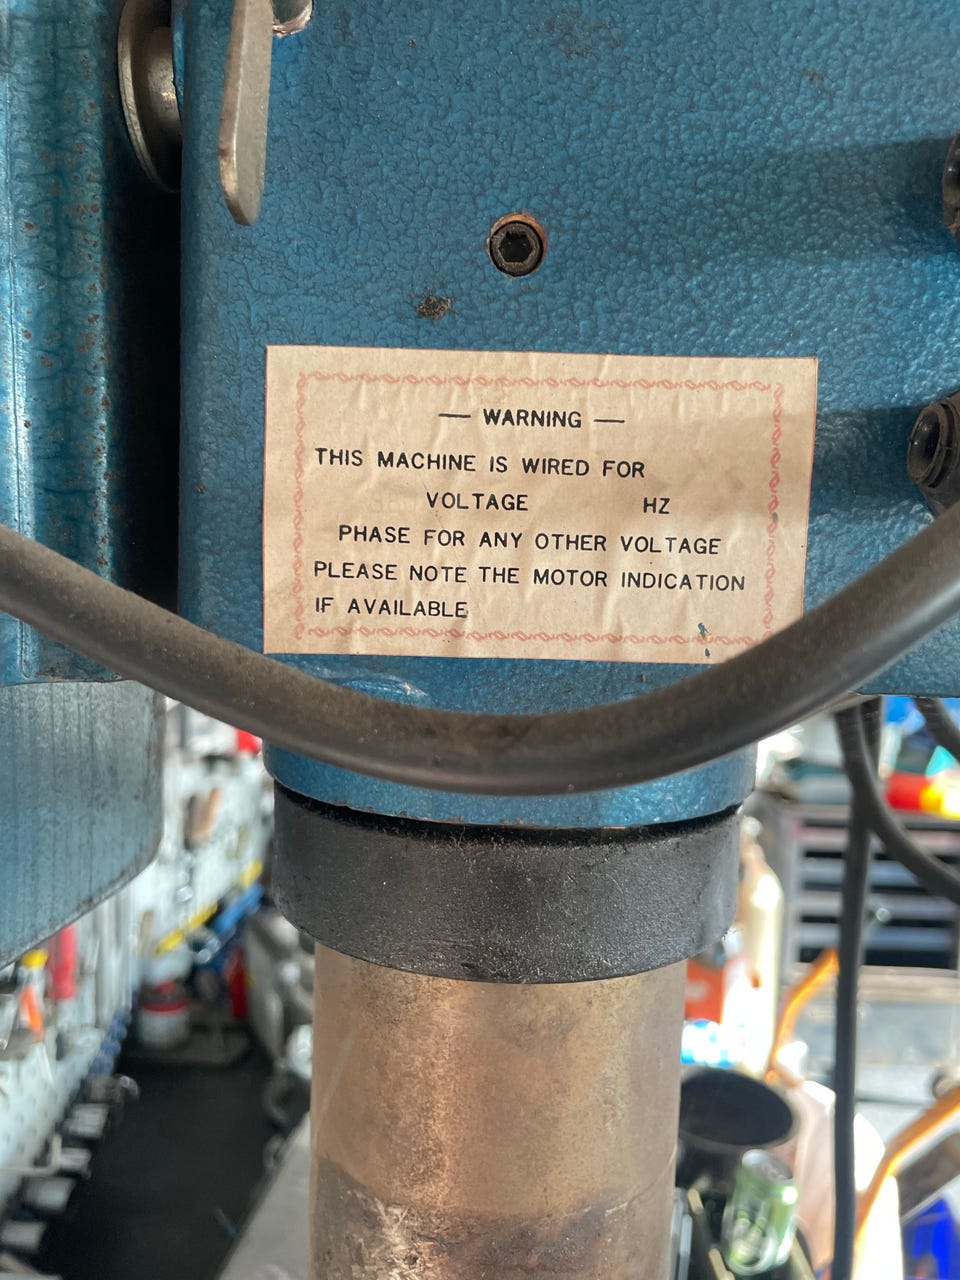 — WARNING —
THIS MACHINE IS WIRED FOR
VOLTAGE HZ
PHASE FOR ANY OTHER VOLTAGE
PLEASE NOTE THE MOTOR INDICATION
IF AVAILABLE